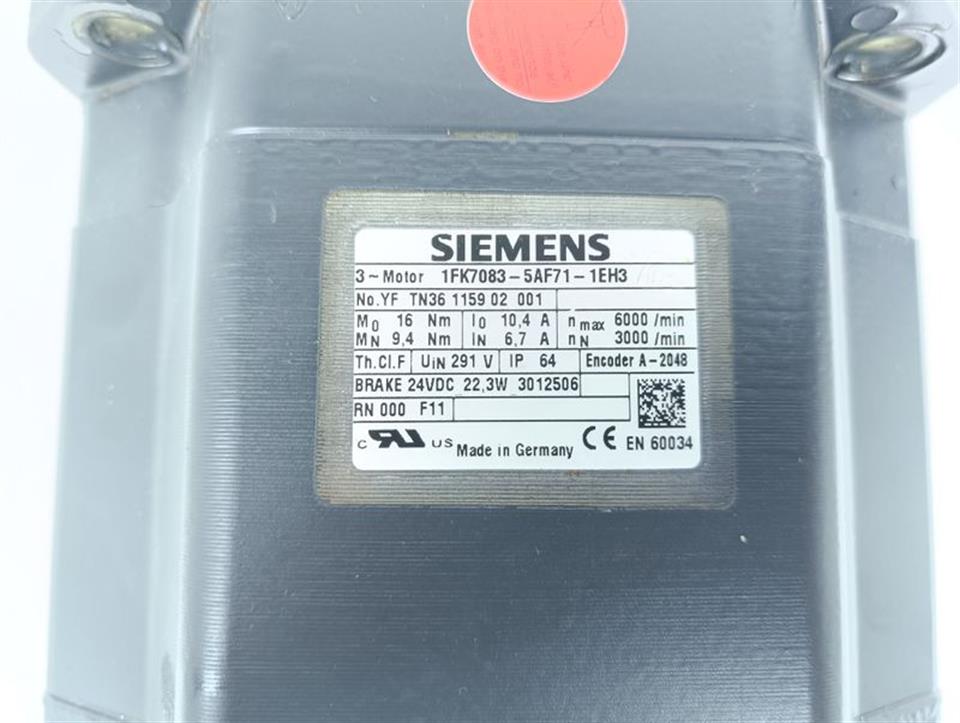 SIEMENS
3~Motor 1FK7083-5AF71-1EH3
No.YF TN36 1159 02 001
M0 16 Nm I0 10,4 A n max 6000 /min
MN 9,4 Nm IN 6,7 A nN 3000 /min
Th.Cl.F UIN 291 V IP 64 Encoder A-2048
BRAKE 24VDC 22,3W 3012506
RN 000 F11
c RU US Made in Germany CE EN 60034